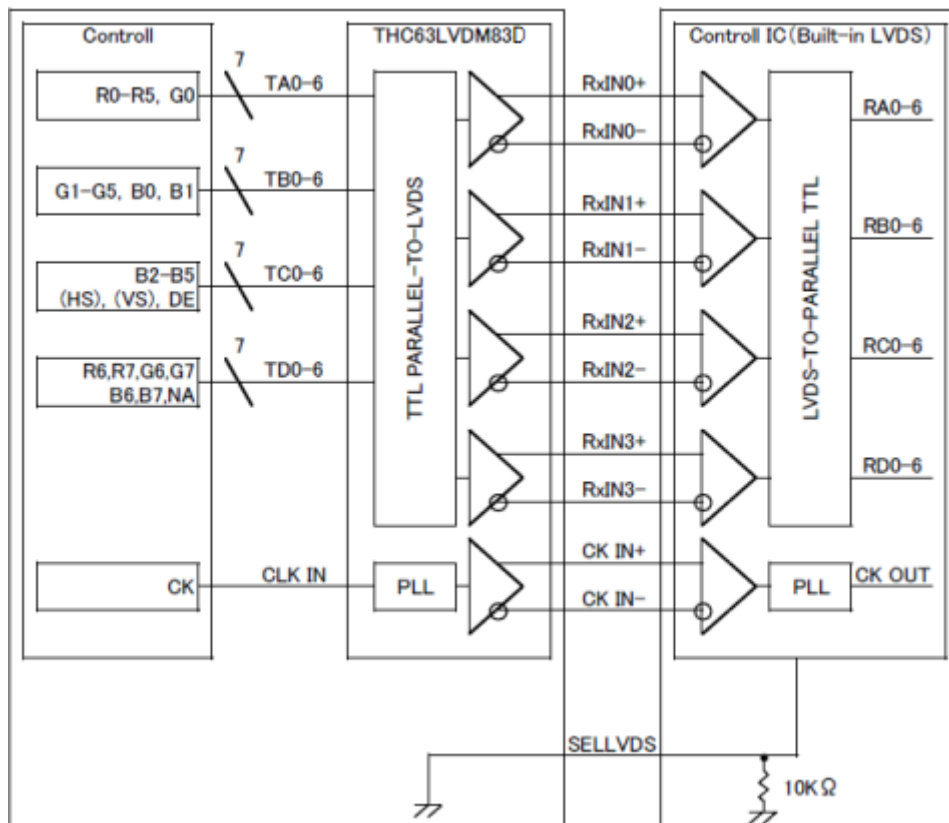 Controll
THC63LVDM83D
Controll IC(Built-in LVDS)
R0-R5, G0
7
TA0-6
G1-G5, B0, B1
7
TB0-6
B2-B5
(HS), (VS), DE
7
TC0-6
R6,R7,G6,G7
B6,B7,NA
7
TD0-6
CK
CLK IN
TTL PARALLEL-TO-LVDS
PLL
RxIN0+
RxIN0-
RxIN1+
RxIN1-
RxIN2+
RxIN2-
RxIN3+
RxIN3-
CK IN+
CK IN-
LVDS-TO-PARALLEL TTL
PLL
RA0-6
RB0-6
RC0-6
RD0-6
CK OUT
SELLVDS
10KΩ